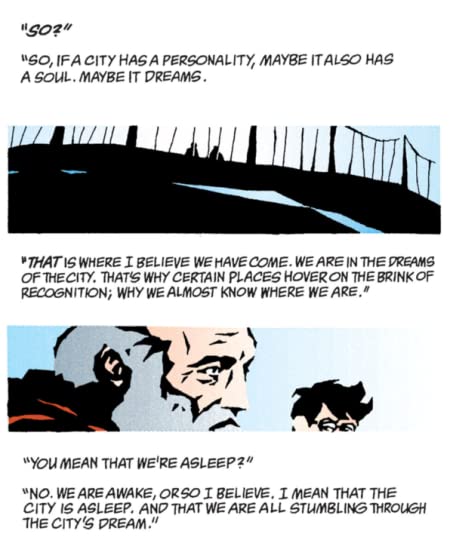 "SO?"
"SO, IF A CITY HAS A PERSONALITY, MAYBE IT ALSO HAS
A SOUL. MAYBE IT DREAMS.
"THAT IS WHERE I BELIEVE WE HAVE COME. WE ARE IN THE DREAMS
OF THE CITY. THAT'S WHY CERTAIN PLACES HOVER ON THE BRINK OF
RECOGNITION; WHY WE ALMOST KNOW WHERE WE ARE."
"YOU MEAN THAT WE'RE ASLEEP?"
"NO. WE ARE AWAKE, OR SO I BELIEVE. I MEAN THAT THE
CITY IS ASLEEP. AND THAT WE ARE ALL STUMBLING THROUGH
THE CITY'S DREAM."